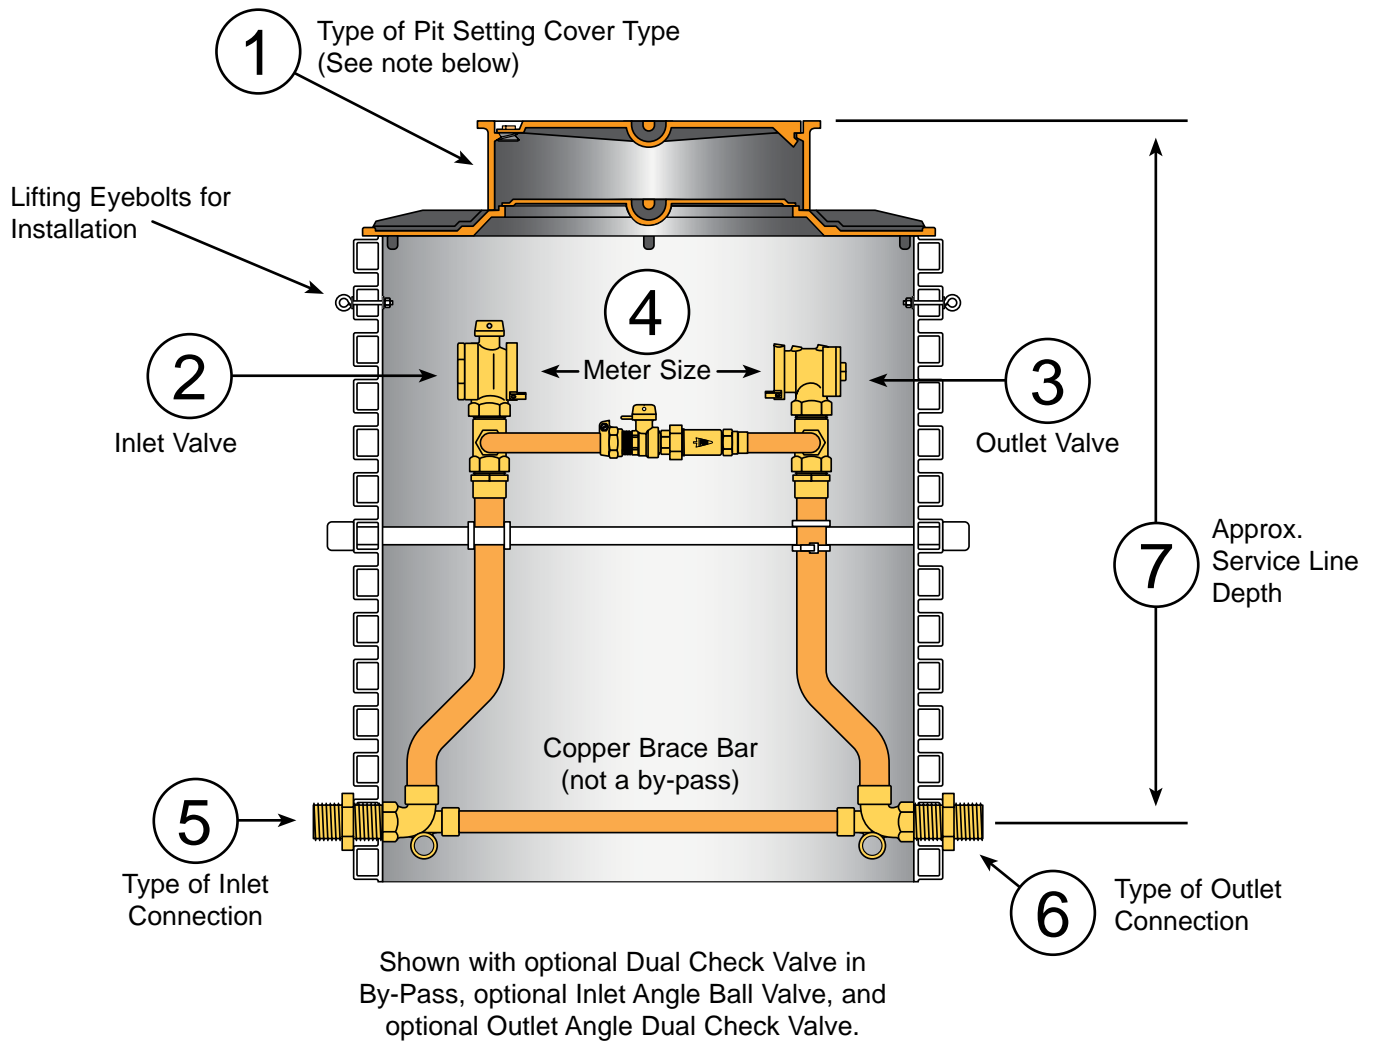 1
Type of Pit Setting Cover Type
(See note below)
Lifting Eyebolts for
Installation
2
Inlet Valve
4
Meter Size
3
Outlet Valve
7
Approx.
Service Line
Depth
Copper Brace Bar
(not a by-pass)
5
Type of Inlet
Connection
6
Type of Outlet
Connection
Shown with optional Dual Check Valve in
By-Pass, optional Inlet Angle Ball Valve, and
optional Outlet Angle Dual Check Valve.